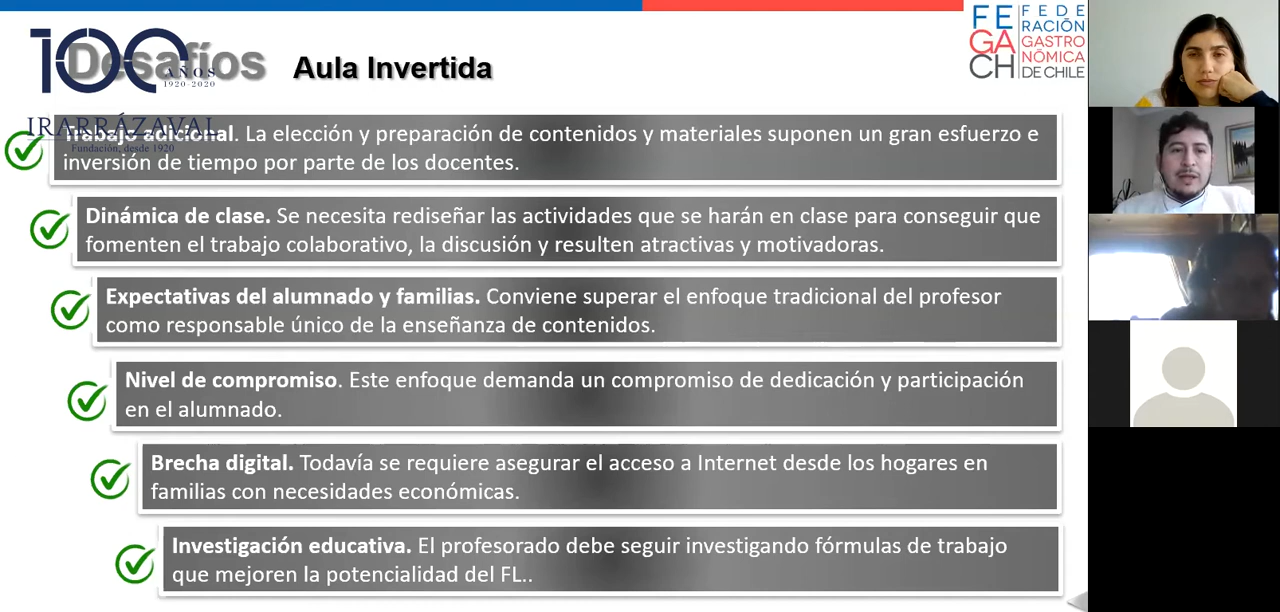 100
AÑOS
1920-2020
IRARRÁZAVAL
Fundación, desde 1920
Desafíos
Aula Invertida
FE
GA
CH
FEDE
RACIÓN
GASTRO
NÓMICA
DE CHILE
Trabajo adicional. La elección y preparación de contenidos y materiales suponen un gran esfuerzo e
inversión de tiempo por parte de los docentes.
Dinámica de clase. Se necesita rediseñar las actividades que se harán en clase para conseguir que
fomenten el trabajo colaborativo, la discusión y resulten atractivas y motivadoras.
Expectativas del alumnado y familias. Conviene superar el enfoque tradicional del profesor
como responsable único de la enseñanza de contenidos.
Nivel de compromiso. Este enfoque demanda un compromiso de dedicación y participación
en el alumnado.
Brecha digital. Todavía se requiere asegurar el acceso a Internet desde los hogares en
familias con necesidades económicas.
Investigación educativa. El profesorado debe seguir investigando fórmulas de trabajo
que mejoren la potencialidad del FL..